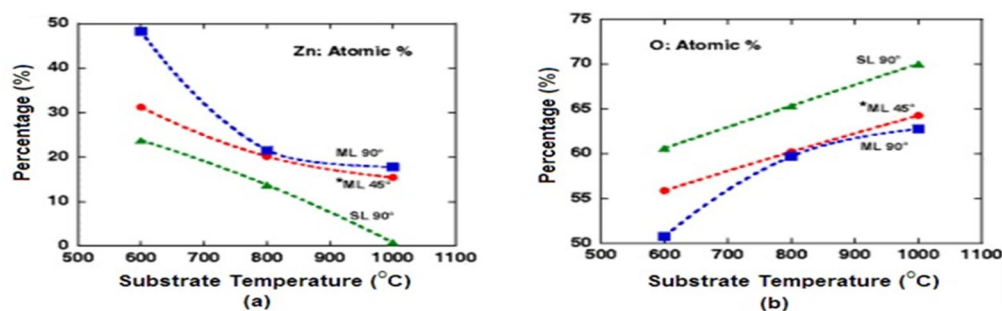 50
40
30
20
10
0
Percentage (%)
Zn: Atomic %
ML 90°
*ML 45°
SL 90°
500 600 700 800 900 1000 1100
Substrate Temperature (°C)
(a)
75
70
65
60
55
50
Percentage (%)
O: Atomic %
SL 90°
*ML 45°
ML 90°
500 600 700 800 900 1000 1100
Substrate Temperature (°C)
(b)